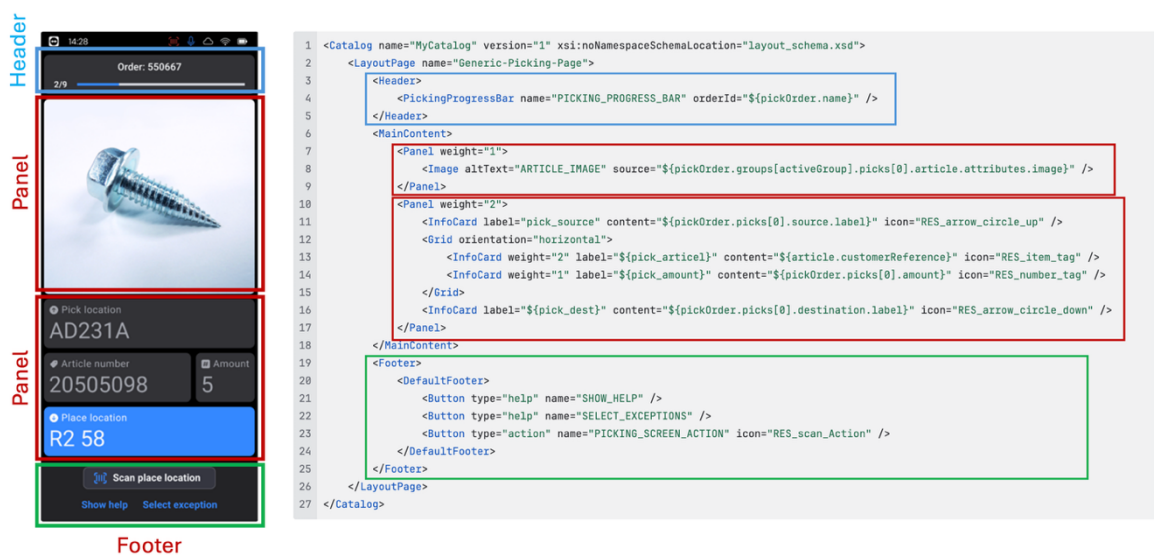 Header
Panel
Panel
Footer
14:28
Order: 550667
2/9
Pick location
AD231A
Article number
20505098
Amount
5
Place location
R2 58
Scan place location
Show help Select exception
1 <Catalog name="MyCatalog" version="1" xsi:noNamespaceSchemaLocation="layout_schema.xsd">
2 <LayoutPage name="Generic-Picking-Page">
3 <Header>
4 <PickingProgressBar name="PICKING_PROGRESS_BAR" orderId="${pickOrder.name}" />
5 </Header>
6 <MainContent>
7 <Panel weight="1">
8 <Image altText="ARTICLE_IMAGE" source="${pickOrder.groups[activeGroup].picks[0].article.attributes.image}" />
9 </Panel>
10 <Panel weight="2">
11 <InfoCard label="pick_source" content="${pickOrder.picks[0].source.label}" icon="RES_arrow_circle_up" />
12 <Grid orientation="horizontal">
13 <InfoCard weight="2" label="${pick_articel}" content="${article.customerReference}" icon="RES_item_tag" />
14 <InfoCard weight="1" label="${pick_amount}" content="${pickOrder.picks[0].amount}" icon="RES_number_tag" />
15 </Grid>
16 <InfoCard label="${pick_dest}" content="${pickOrder.picks[0].destination.label}" icon="RES_arrow_circle_down" />
17 </Panel>
18 </MainContent>
19 <Footer>
20 <DefaultFooter>
21 <Button type="help" name="SHOW_HELP" />
22 <Button type="help" name="SELECT_EXCEPTIONS" />
23 <Button type="action" name="PICKING_SCREEN_ACTION" icon="RES_scan_Action" />
24 </DefaultFooter>
25 </Footer>
26 </LayoutPage>
27 </Catalog>